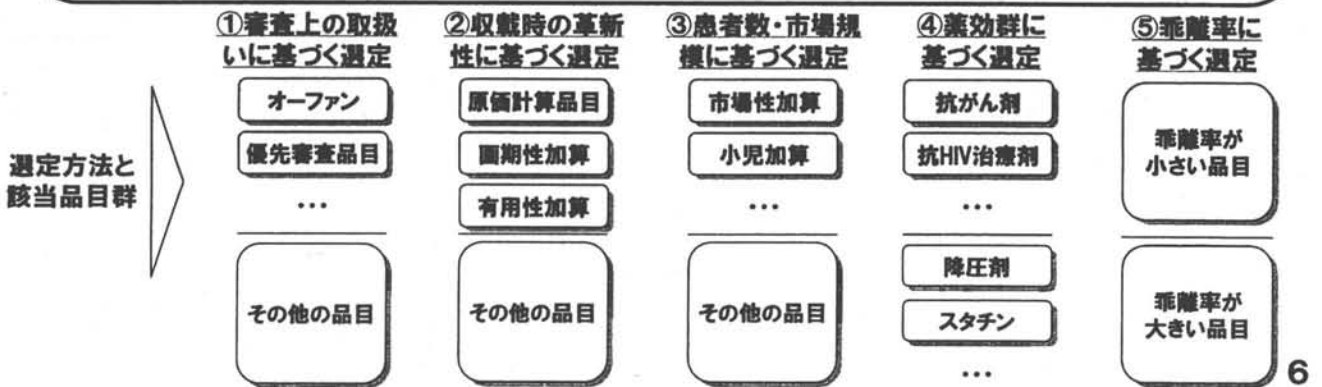 ①審査上の取扱
いに基づく選定
オーファン
優先審査品目
・・・
その他の品目
②収載時の革新
性に基づく選定
原価計算品目
画期性加算
有用性加算
その他の品目
③患者数・市場規
模に基づく選定
市場性加算
小児加算
・・・
その他の品目
④薬効群に
基づく選定
抗がん剤
抗HIV治療剤
・・・
降圧剤
スタチン
・・・
⑤乖離率に
基づく選定
乖離率が
小さい品目
乖離率が
大きい品目
選定方法と
該当品目群
6